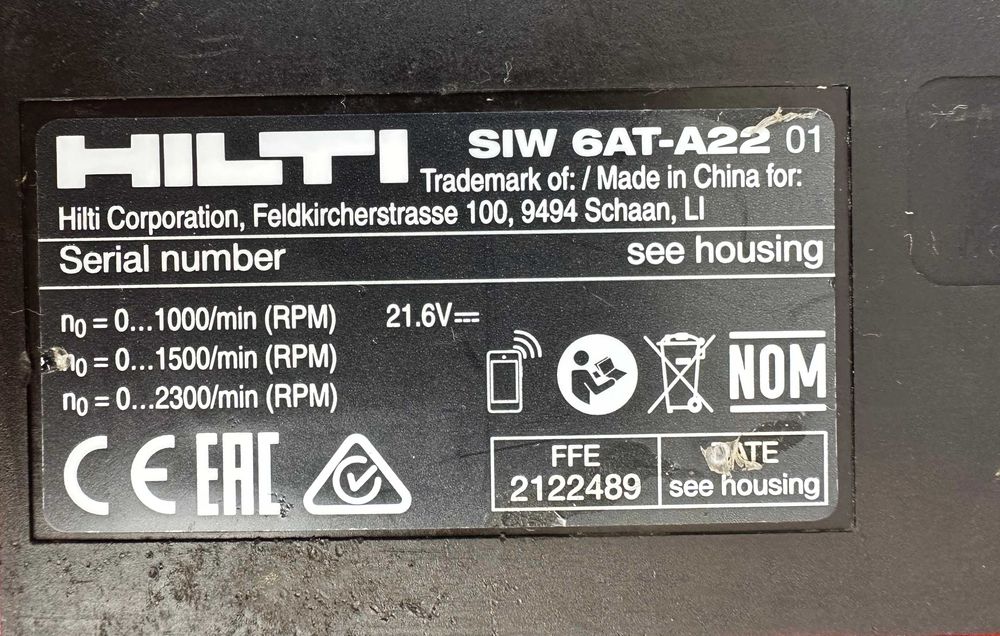 HILTI SIW 6AT-A22 01
Trademark of: / Made in China for:
Hilti Corporation, Feldkircherstrasse 100, 9494 Schaan, LI
Serial number see housing
n0 = 0...1000/min (RPM) 21.6V
n0 = 0...1500/min (RPM)
n0 = 0...2300/min (RPM)
NOM
CE EAC
FFE DATE
2122489 see housing